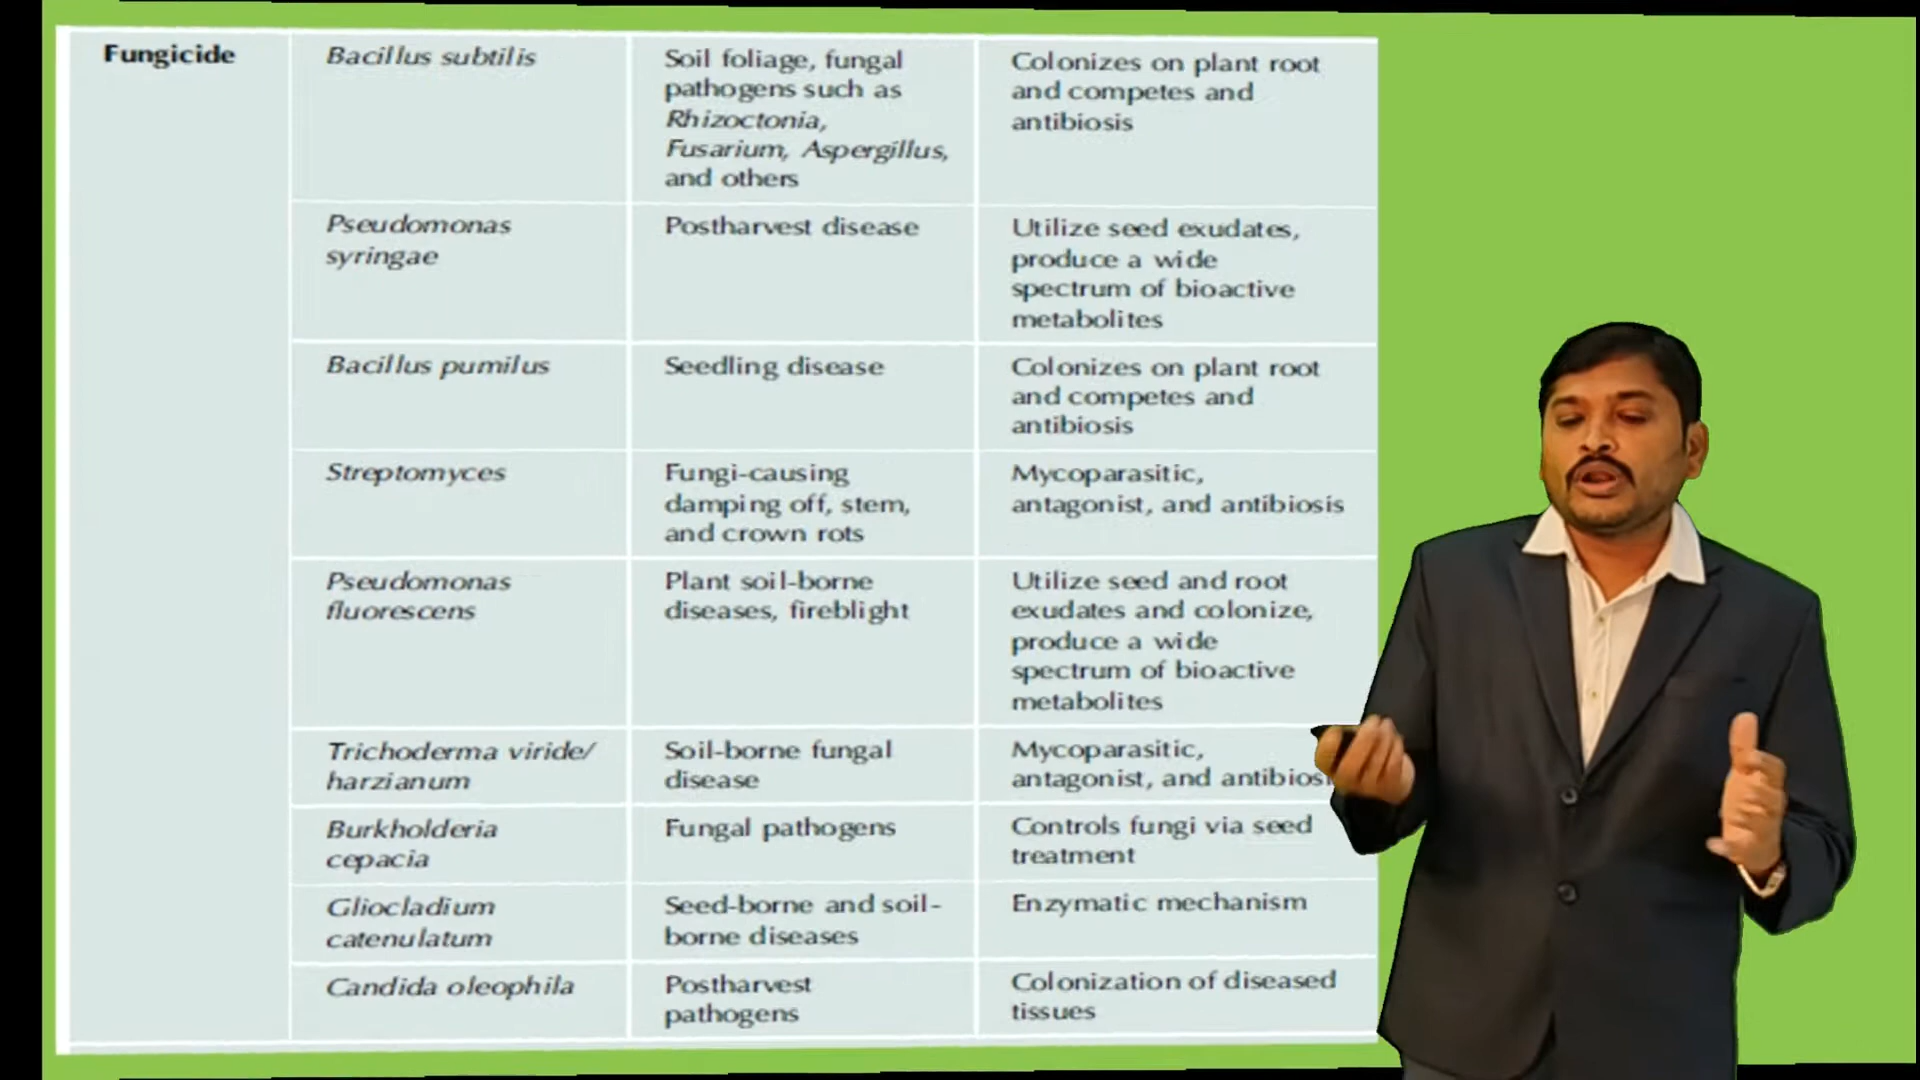 Fungicide
Bacillus subtilis
Soil foliage, fungal
pathogens such as
Rhizoctonia,
Fusarium, Aspergillus,
and others
Colonizes on plant root
and competes and
antibiosis
Pseudomonas
syringae
Postharvest disease
Utilize seed exudates,
produce a wide
spectrum of bioactive
metabolites
Bacillus pumilus
Seedling disease
Colonizes on plant root
and competes and
antibiosis
Streptomyces
Fungi-causing
damping off, stem,
and crown rots
Mycoparasitic,
antagonist, and antibiosis
Pseudomonas
fluorescens
Plant soil-borne
diseases, fireblight
Utilize seed and root
exudates and colonize,
produce a wide
spectrum of bioactive
metabolites
Trichoderma viride/
harzianum
Soil-borne fungal
disease
Mycoparasitic,
antagonist, and antibiosi
Burkholderia
cepacia
Fungal pathogens
Controls fungi via seed
treatment
Gliocladium
catenulatum
Seed-borne and soil-
borne diseases
Enzymatic mechanism
Candida oleophila
Postharvest
pathogens
Colonization of diseased
tissues